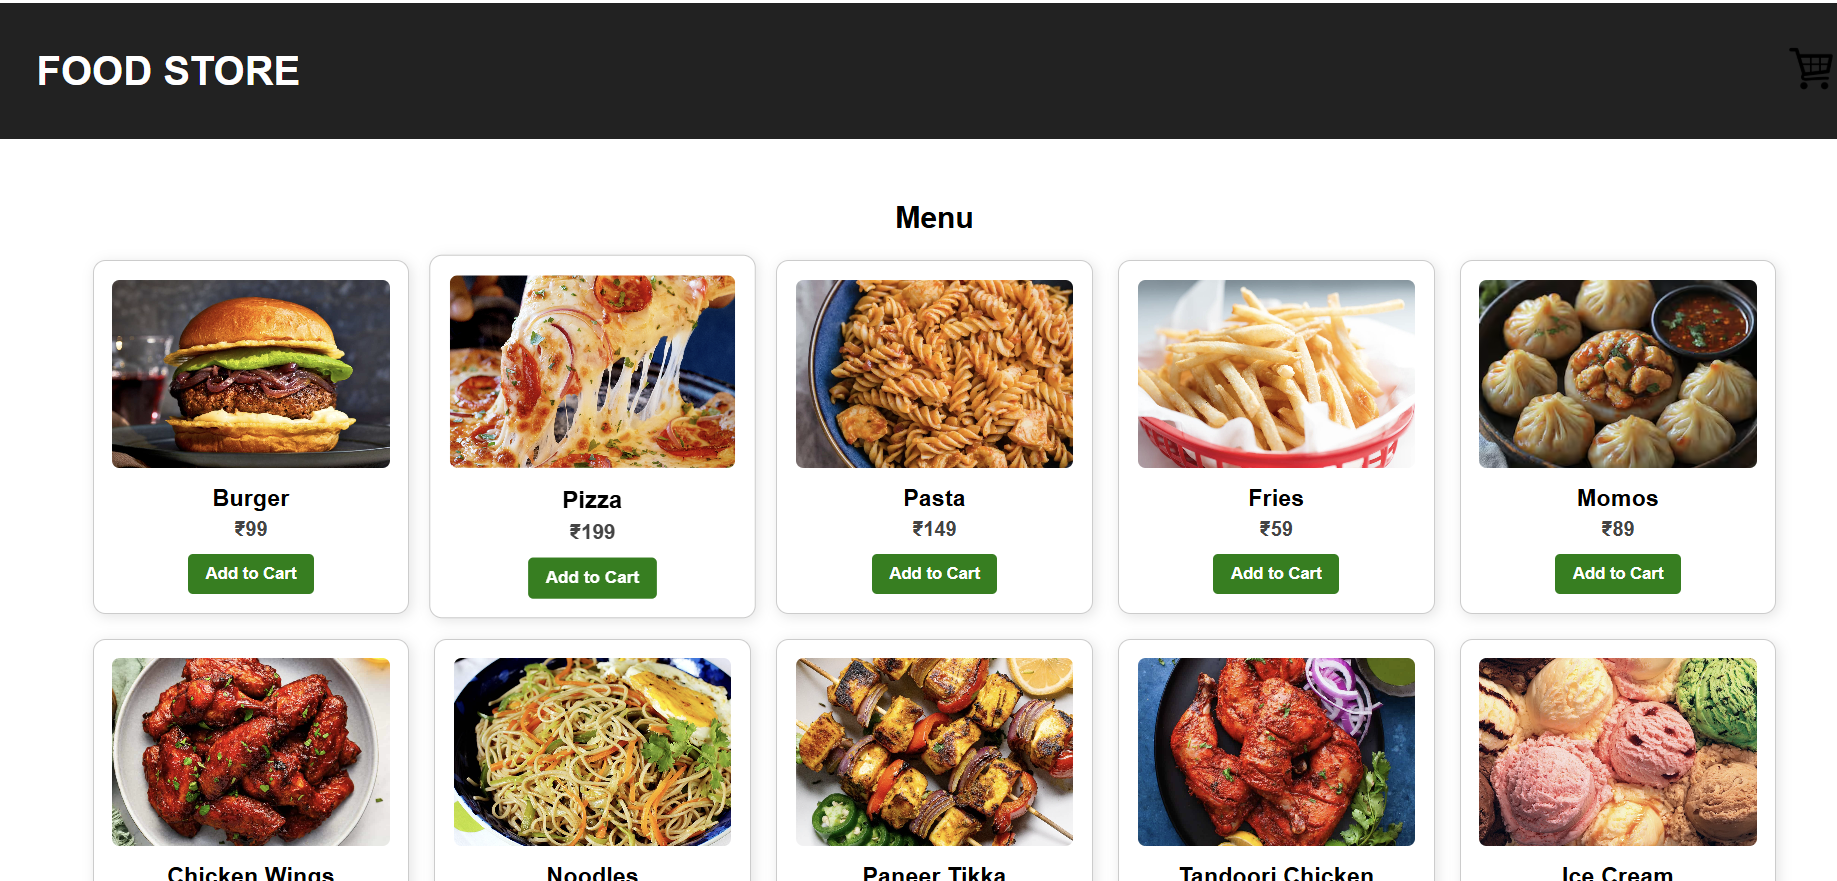 FOOD STORE
Menu
Burger
₹99
Add to Cart
Pizza
₹199
Add to Cart
Pasta
₹149
Add to Cart
Fries
₹59
Add to Cart
Momos
₹89
Add to Cart
Chicken Wings
Noodles
Paneer Tikka
Tandoori Chicken
Ice Cream